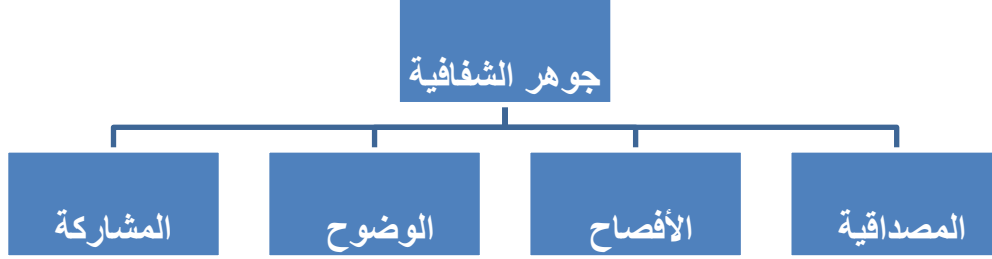 جوهر الشفافية
المصداقية
الأفصاح
الوضوح
المشاركة